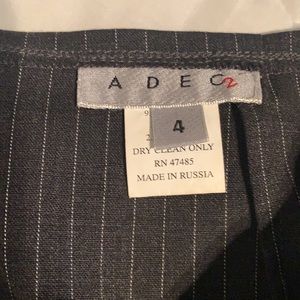 ADEC2
4
DRY CLEAN ONLY
RN 47485
MADE IN RUSSIA